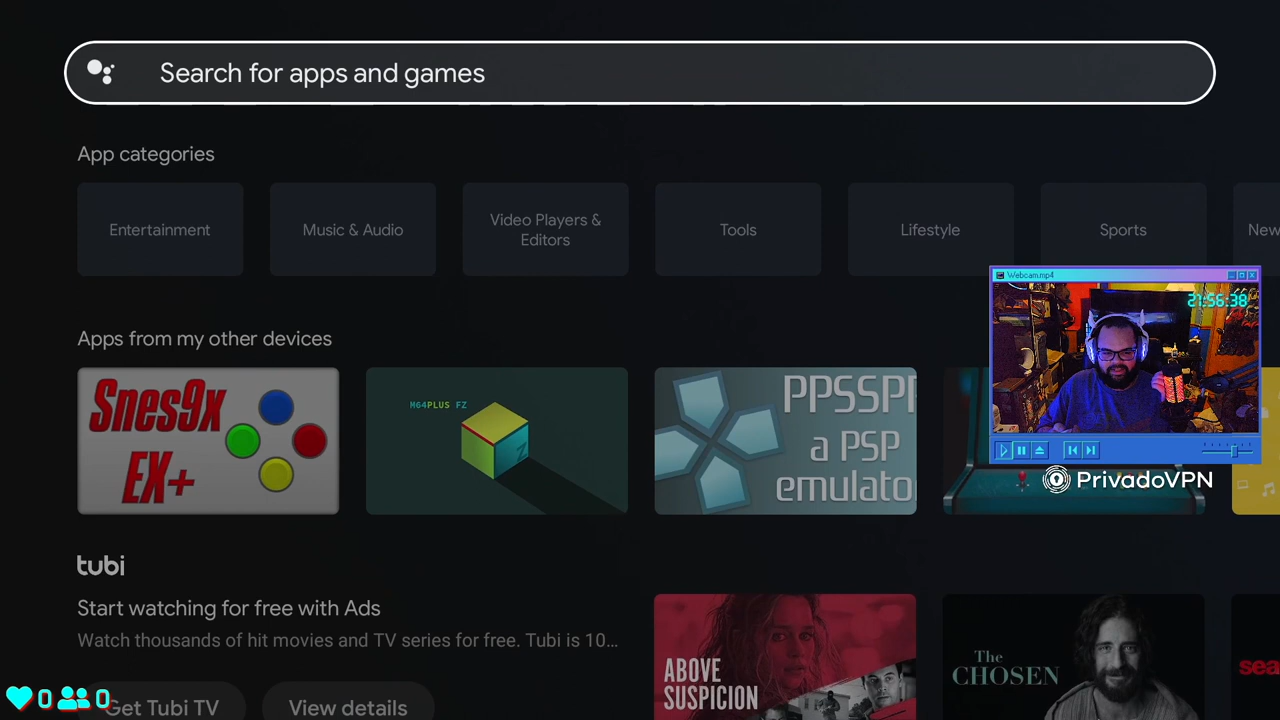 Search for apps and games
App categories
Entertainment
Music & Audio
Video Players &
Editors
Tools
Lifestyle
Sports
New
Apps from my other devices
Webcam.mp4
21:56:38
Snes9x
EX+
M64PLUS FZ
Z
PPSSPP
a PSP
emulato
PrivadoVPN
tubi
Start watching for free with Ads
Watch thousands of hit movies and TV series for free. Tubi is 10...
Get Tubi TV
View details
0
0
ABOVE
SUSPICION
The
CHOSEN
sea